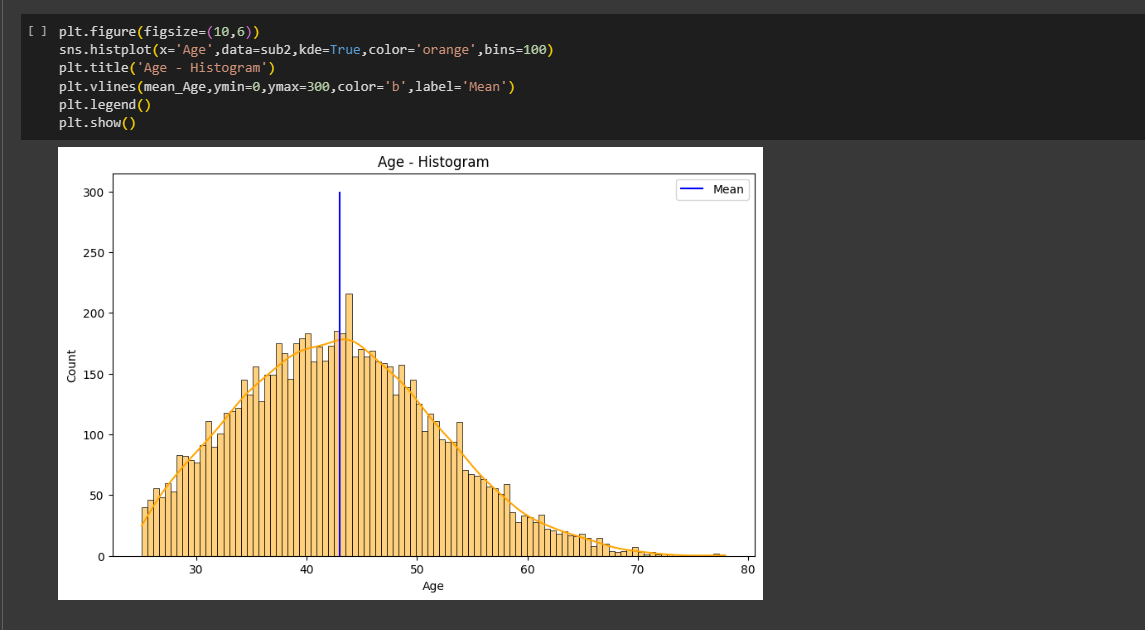 [ ] plt.figure(figsize=(10,6))
sns.histplot(x='Age',data=sub2,kde=True,color='orange',bins=100)
plt.title('Age - Histogram')
plt.vlines(mean_Age,ymin=0,ymax=300,color='b',label='Mean')
plt.legend()
plt.show()
Age - Histogram
Mean
300
250
200
150
100
50
0
Count
30 40 50 60 70 80
Age